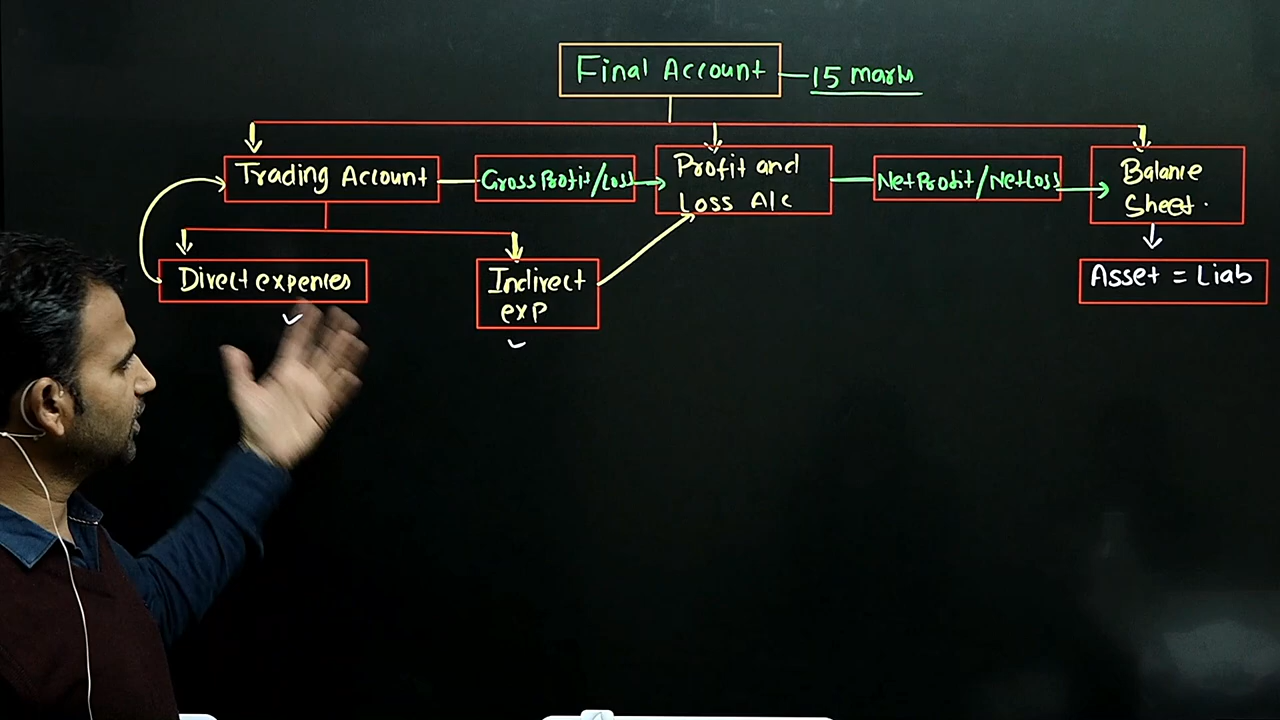 Final Account
15 marks
Trading Account
Gross Profit/Loss
Profit and
Loss A/c
Net Profit/Net Loss
Balance
Sheet.
Direct expenses
Indirect
exp
Asset = Liab